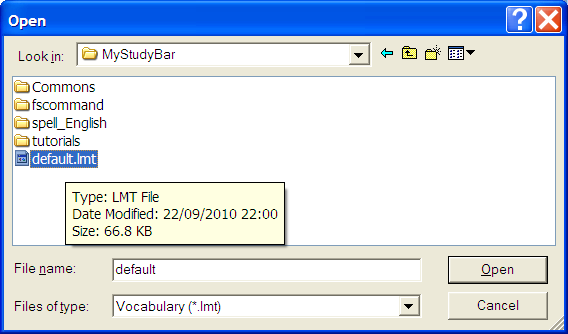 Open
Look in: MyStudyBar
Commons
fscommand
spell_English
tutorials
default.lmt
Type: LMT File
Date Modified: 22/09/2010 22:00
Size: 66.8 KB
File name: default Open
Files of type: Vocabulary (*.lmt) Cancel